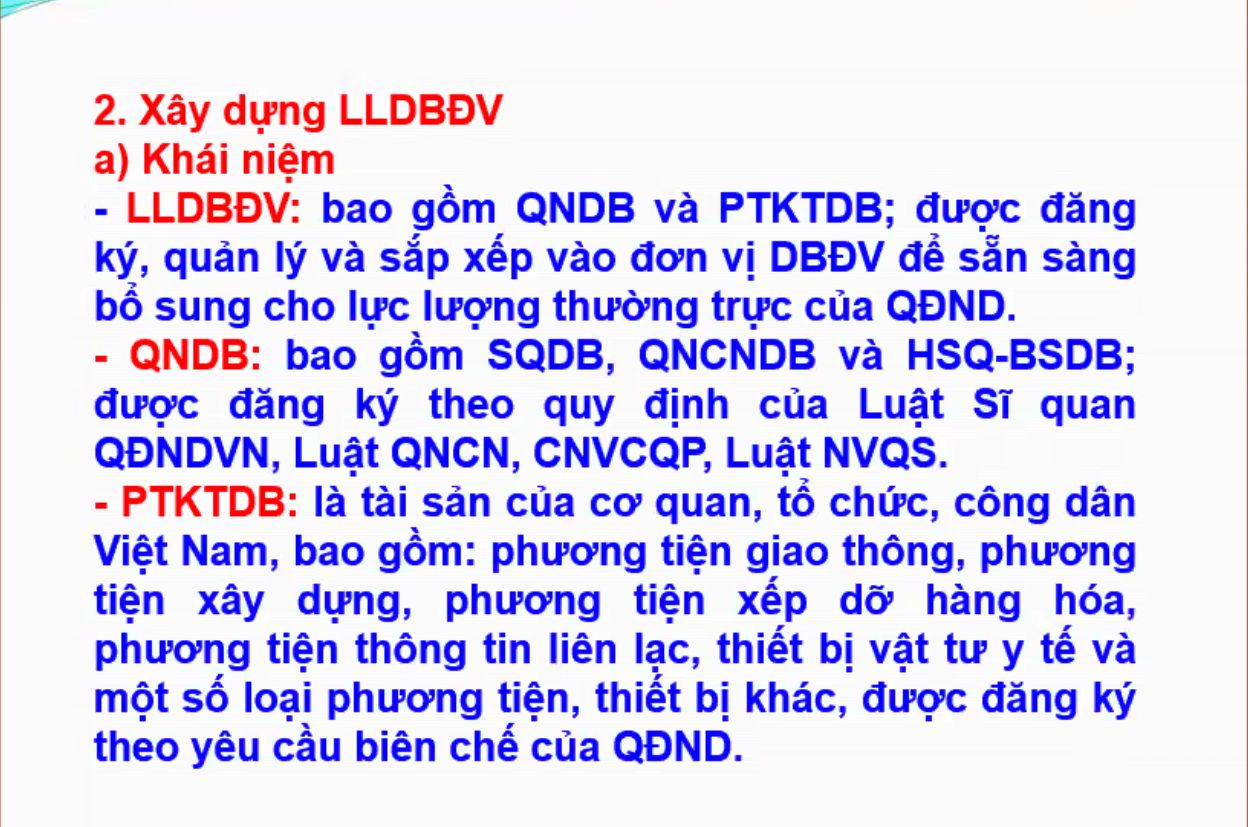 2. Xây dựng LLDBĐV
a) Khái niệm
- LLDBĐV: bao gồm QNDB và PTKTDB; được đăng
ký, quản lý và sắp xếp vào đơn vị DBĐV để sẵn sàng
bổ sung cho lực lượng thường trực của QĐND.
- QNDB: bao gồm SQDB, QNCNDB và HSQ-BSDB;
được đăng ký theo quy định của Luật Sĩ quan
QĐNDVN, Luật QNCN, CNVCQP, Luật NVQS.
- PTKTDB: là tài sản của cơ quan, tổ chức, công dân
Việt Nam, bao gồm: phương tiện giao thông, phương
tiện xây dựng, phương tiện xếp dỡ hàng hóa,
phương tiện thông tin liên lạc, thiết bị vật tư y tế và
một số loại phương tiện, thiết bị khác, được đăng ký
theo yêu cầu biên chế của QĐND.